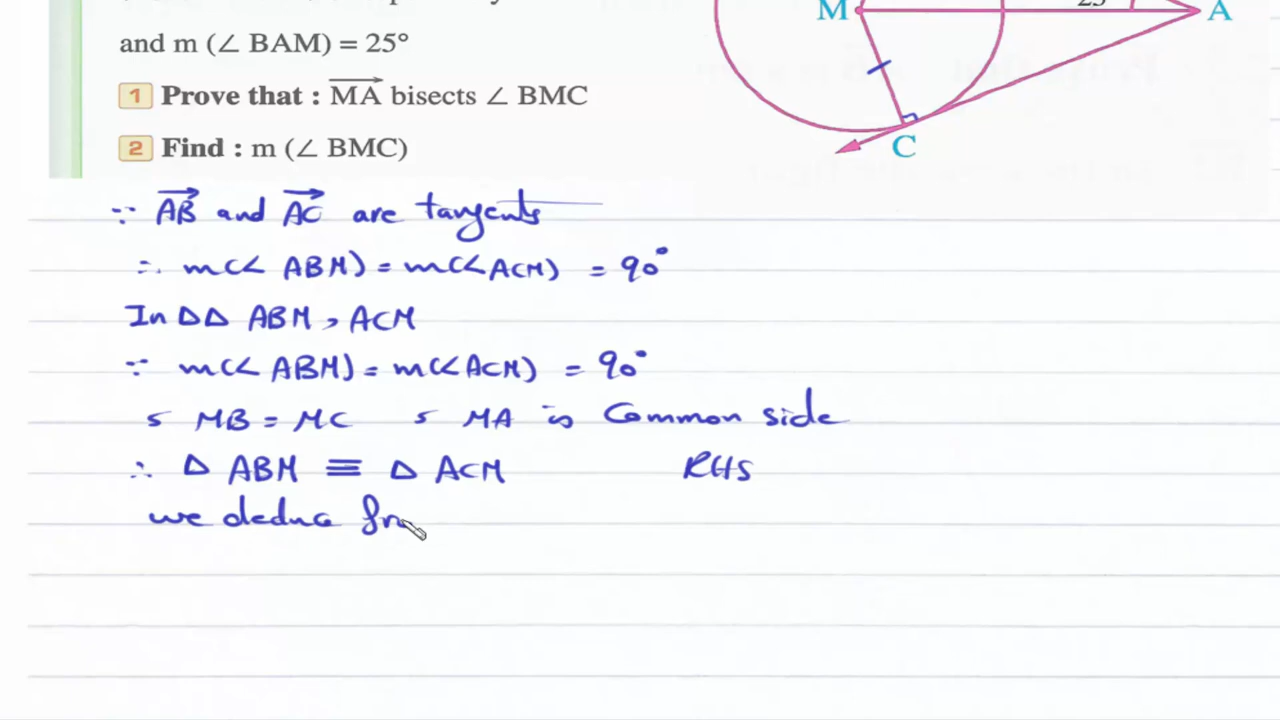 M A
and m (∠ BAM) = 25°
1 Prove that : MA bisects ∠ BMC
2 Find : m (∠ BMC)
C
∵ AB and AC are tangents
∴ m(∠ ABM) = m(∠ ACM) = 90°
In ΔΔ ABM , ACM
∵ m(∠ ABM) = m(∠ ACM) = 90°
, MB = MC , MA is Common side
∴ Δ ABM ≡ Δ ACM RHS
we deduce